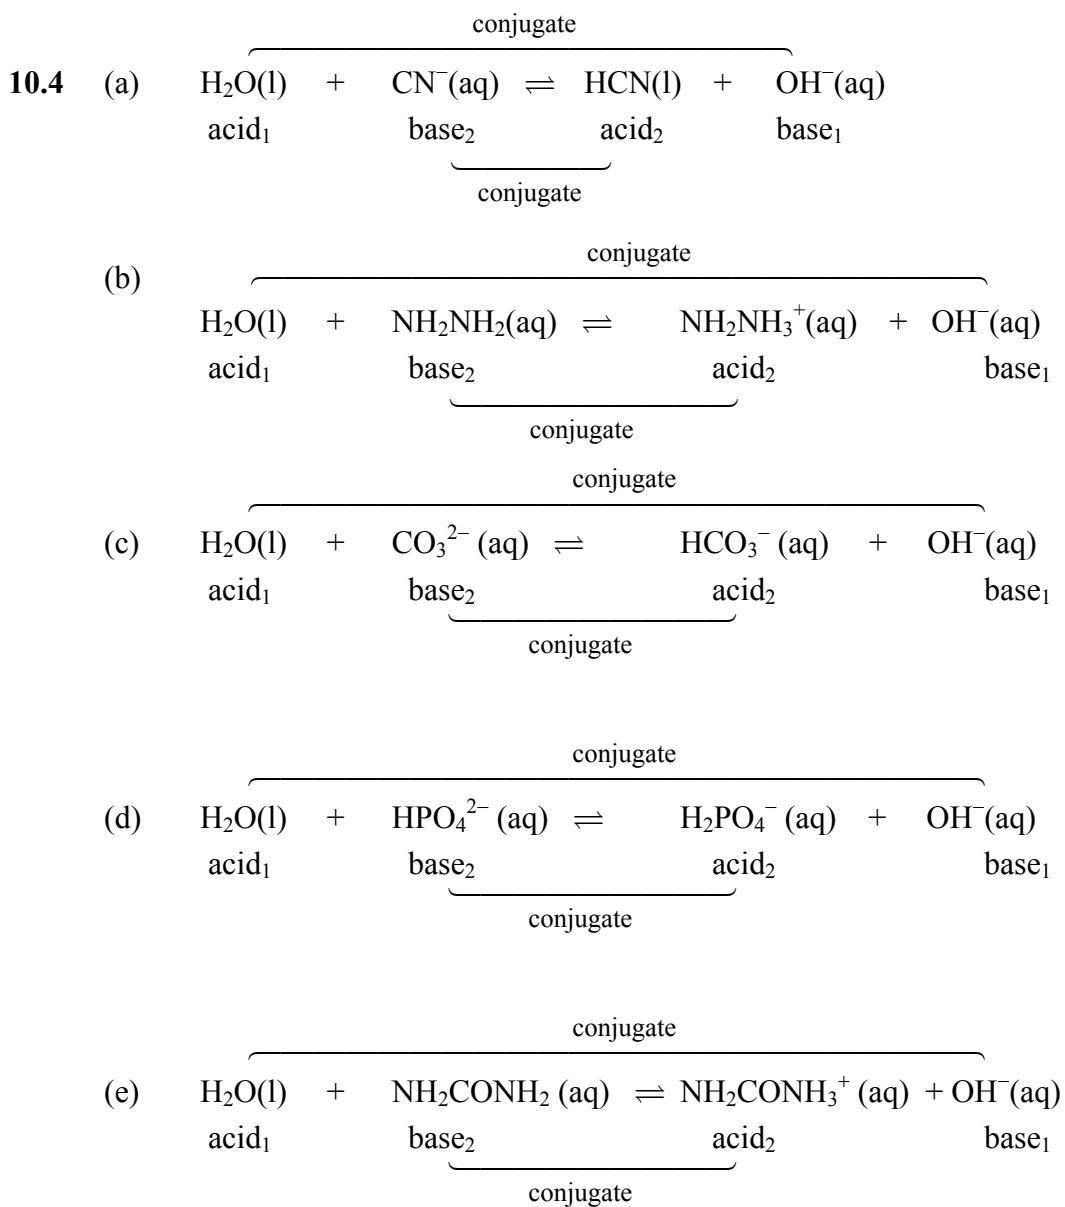 conjugate
10.4 (a) H₂O(l) + CN⁻(aq) ⇌ HCN(l) + OH⁻(aq)
acid₁ base₂ acid₂ base₁
conjugate
conjugate
(b)
H₂O(l) + NH₂NH₂(aq) ⇌ NH₂NH₃⁺(aq) + OH⁻(aq)
acid₁ base₂ acid₂ base₁
conjugate
conjugate
(c) H₂O(l) + CO₃²⁻ (aq) ⇌ HCO₃⁻ (aq) + OH⁻(aq)
acid₁ base₂ acid₂ base₁
conjugate
conjugate
(d) H₂O(l) + HPO₄²⁻ (aq) ⇌ H₂PO₄⁻ (aq) + OH⁻(aq)
acid₁ base₂ acid₂ base₁
conjugate
conjugate
(e) H₂O(l) + NH₂CONH₂ (aq) ⇌ NH₂CONH₃⁺ (aq) + OH⁻(aq)
acid₁ base₂ acid₂ base₁
conjugate